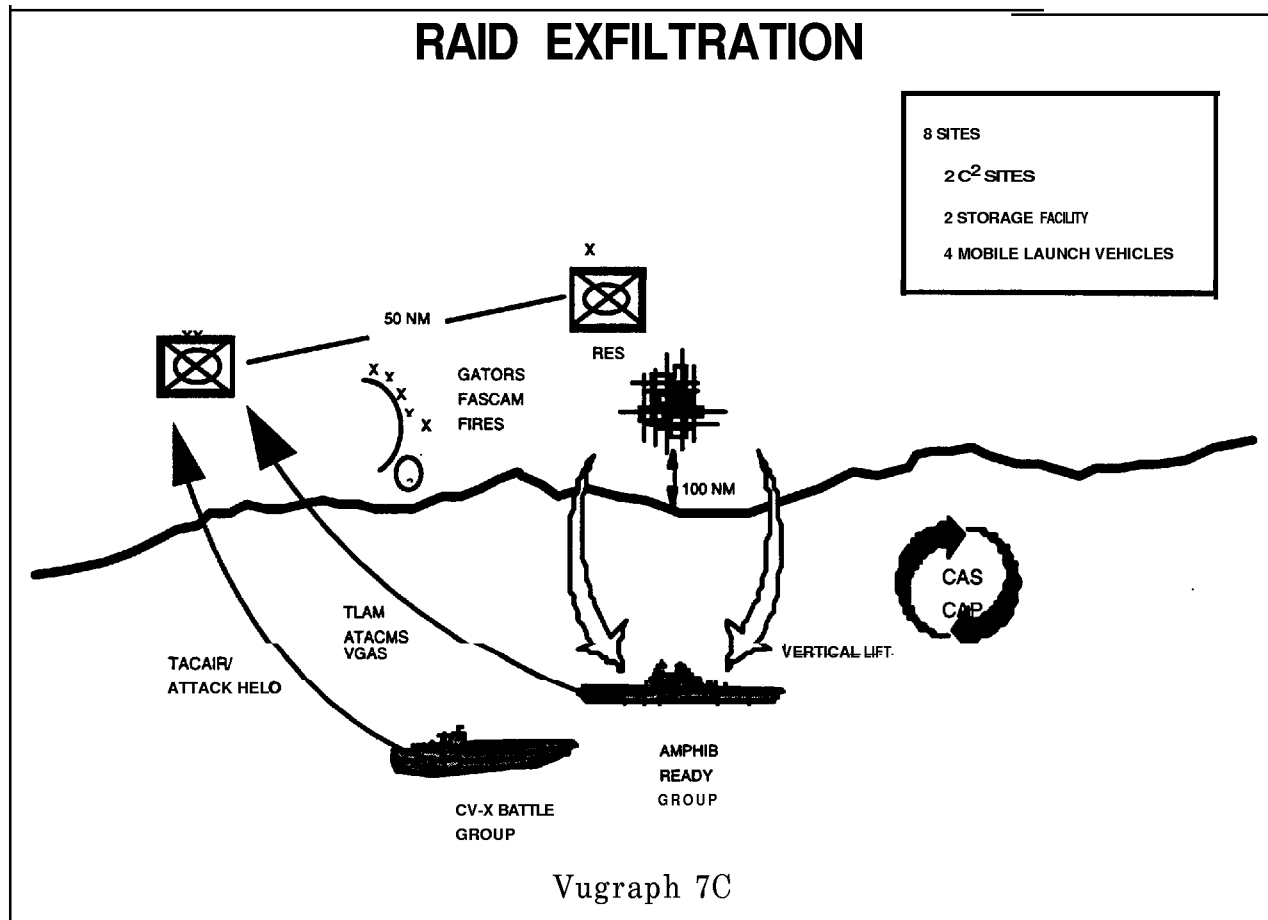 RAID EXFILTRATION
8 SITES
2 C² SITES
2 STORAGE FACILITY
4 MOBILE LAUNCH VEHICLES
X
50 NM
XX
RES
X
X
X
X
X
GATORS
FASCAM
FIRES
100 NM
CAS
CAP
TLAM
ATACMS
VGAS
TACAIR/
ATTACK HELO
VERTICAL LIFT
AMPHIB
READY
GROUP
CV-X BATTLE
GROUP
Vugraph 7C